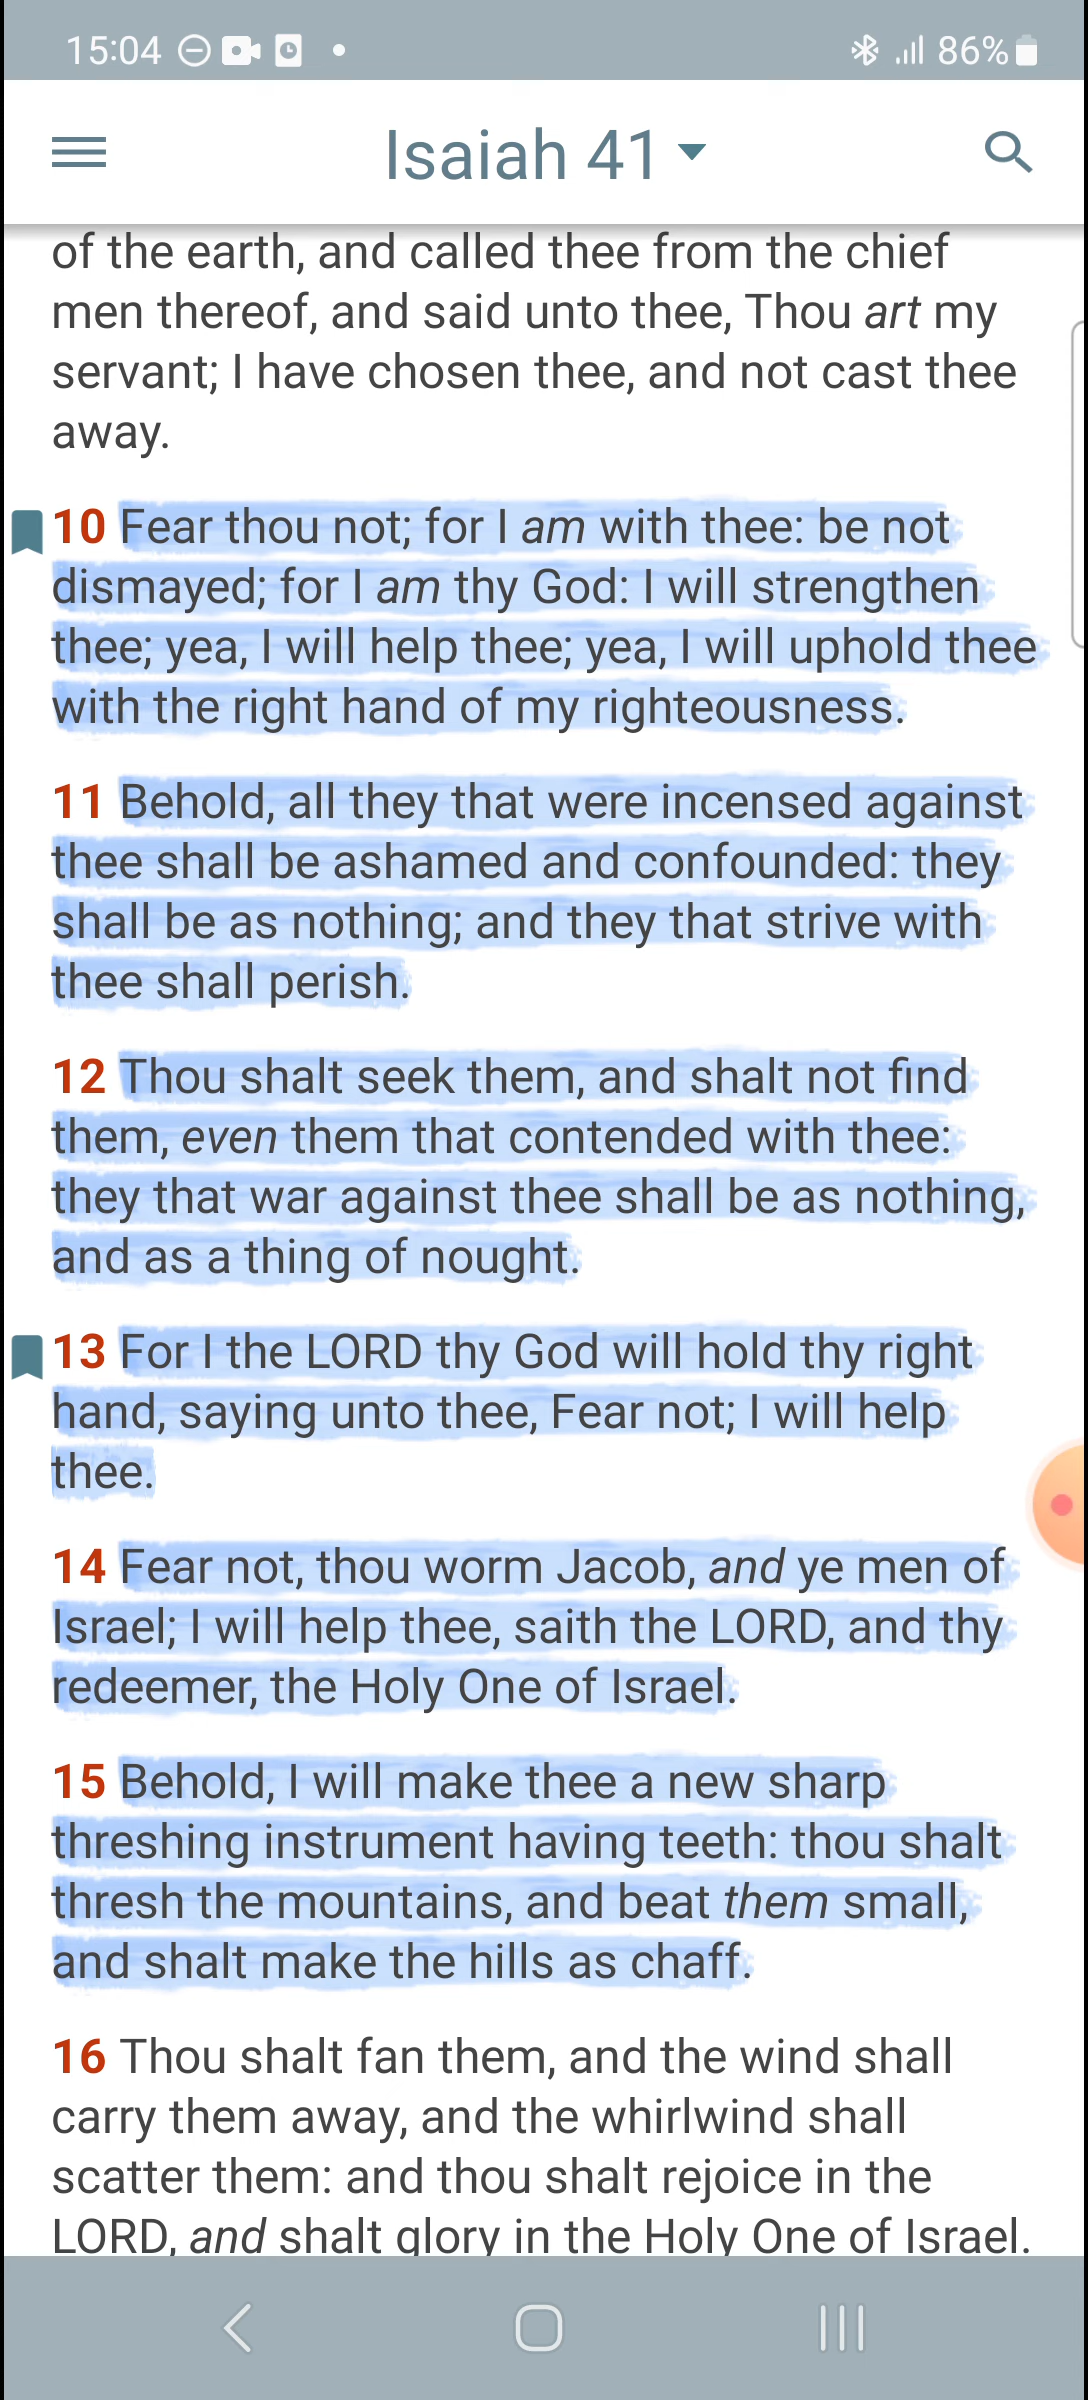 15:04 86%
Isaiah 41
of the earth, and called thee from the chief
men thereof, and said unto thee, Thou art my
servant; I have chosen thee, and not cast thee
away.
10 Fear thou not; for I am with thee: be not
dismayed; for I am thy God: I will strengthen
thee; yea, I will help thee; yea, I will uphold thee
with the right hand of my righteousness.
11 Behold, all they that were incensed against
thee shall be ashamed and confounded: they
shall be as nothing; and they that strive with
thee shall perish.
12 Thou shalt seek them, and shalt not find
them, even them that contended with thee:
they that war against thee shall be as nothing,
and as a thing of nought.
13 For I the LORD thy God will hold thy right
hand, saying unto thee, Fear not; I will help
thee.
14 Fear not, thou worm Jacob, and ye men of
Israel; I will help thee, saith the LORD, and thy
redeemer, the Holy One of Israel.
15 Behold, I will make thee a new sharp
threshing instrument having teeth: thou shalt
thresh the mountains, and beat them small,
and shalt make the hills as chaff.
16 Thou shalt fan them, and the wind shall
carry them away, and the whirlwind shall
scatter them: and thou shalt rejoice in the
LORD, and shalt glory in the Holy One of Israel.